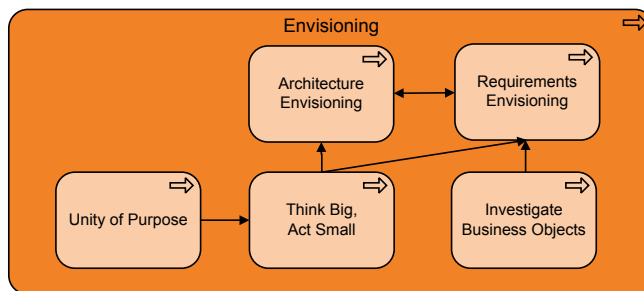 Envisioning
Architecture
Envisioning
Requirements
Envisioning
Unity of Purpose
Think Big,
Act Small
Investigate
Business Objects